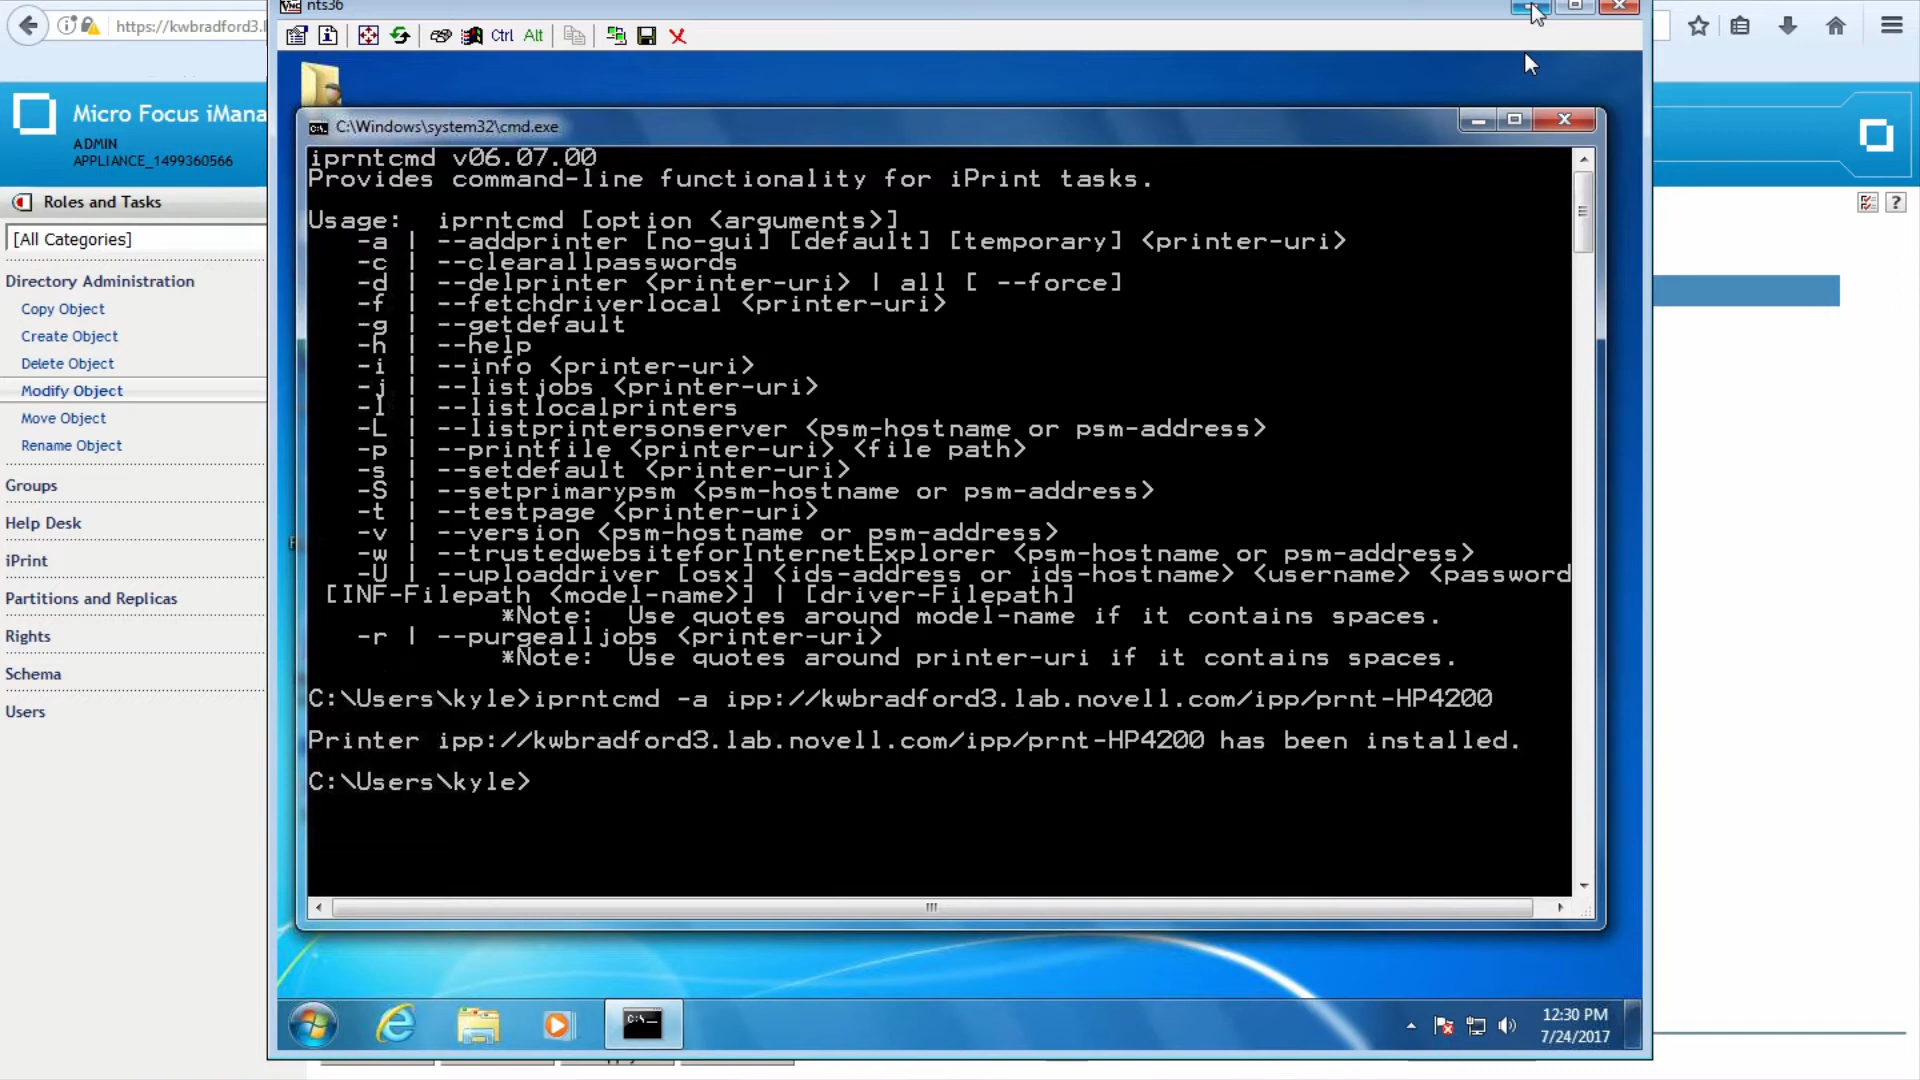 nts36
https://kwbradford3.l
Ctrl Alt
Micro Focus iMana
ADMIN
APPLIANCE_1499360566
Roles and Tasks
[All Categories]
Directory Administration
Copy Object
Create Object
Delete Object
Modify Object
Move Object
Rename Object
Groups
Help Desk
iPrint
Partitions and Replicas
Rights
Schema
Users
C:\Windows\system32\cmd.exe
iprntcmd v06.07.00
Provides command-line functionality for iPrint tasks.
Usage:  iprntcmd [option <arguments>]
-a | --addprinter [no-gui] [default] [temporary] <printer-uri>
-c | --clearallpasswords
-d | --delprinter <printer-uri> | all [ --force]
-f | --fetchdriverlocal <printer-uri>
-g | --getdefault
-h | --help
-i | --info <printer-uri>
-j | --listjobs <printer-uri>
-l | --listlocalprinters
-L | --listprintersonserver <psm-hostname or psm-address>
-p | --printfile <printer-uri> <file path>
-s | --setdefault <printer-uri>
-S | --setprimarypsm <psm-hostname or psm-address>
-t | --testpage <printer-uri>
-v | --version <psm-hostname or psm-address>
-w | --trustedwebsiteforInternetExplorer <psm-hostname or psm-address>
-U | --uploaddriver [osx] <ids-address or ids-hostname> <username> <password
[INF-Filepath <model-name>] | [driver-Filepath]
*Note:  Use quotes around model-name if it contains spaces.
-r | --purgealljobs <printer-uri>
*Note:  Use quotes around printer-uri if it contains spaces.
C:\Users\kyle>iprntcmd -a ipp://kwbradford3.lab.novell.com/ipp/prnt-HP4200
Printer ipp://kwbradford3.lab.novell.com/ipp/prnt-HP4200 has been installed.
C:\Users\kyle>
12:30 PM
7/24/2017